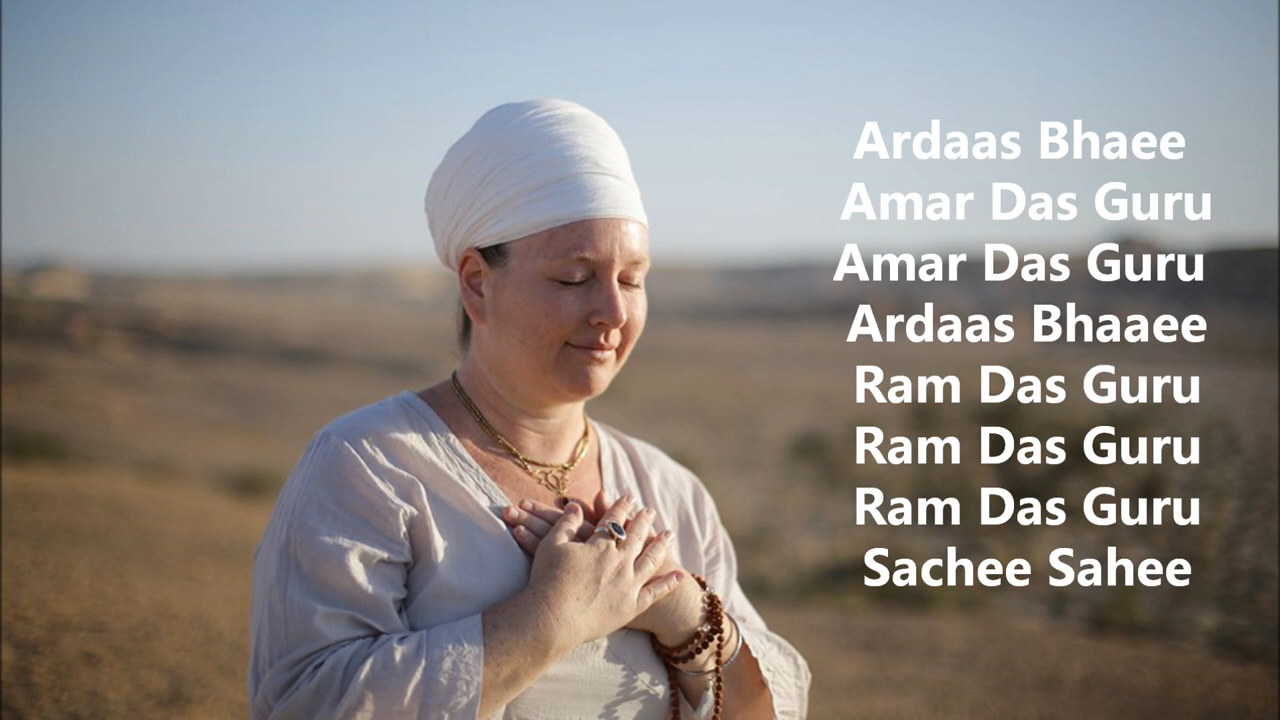 Ardaas Bhaee
Amar Das Guru
Amar Das Guru
Ardaas Bhaaee
Ram Das Guru
Ram Das Guru
Ram Das Guru
Sachee Sahee